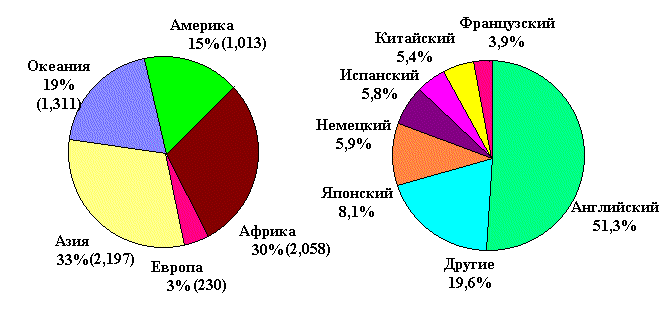 Америка
15% (1,013)
Океания
19%
(1,311)
Азия
33% (2,197)
Европа
3% (230)
Африка
30% (2,058)
Французский
3,9%
Китайский
5,4%
Испанский
5,8%
Немецкий
5,9%
Японский
8,1%
Другие
19,6%
Английский
51,3%